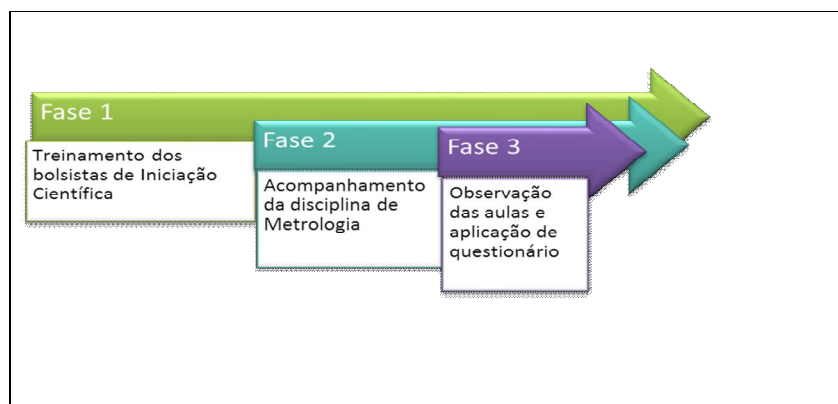 Fase 1
Treinamento dos
bolsistas de Iniciação
Científica
Fase 2
Acompanhamento
da disciplina de
Metrologia
Fase 3
Observação
das aulas e
aplicação de
questionário